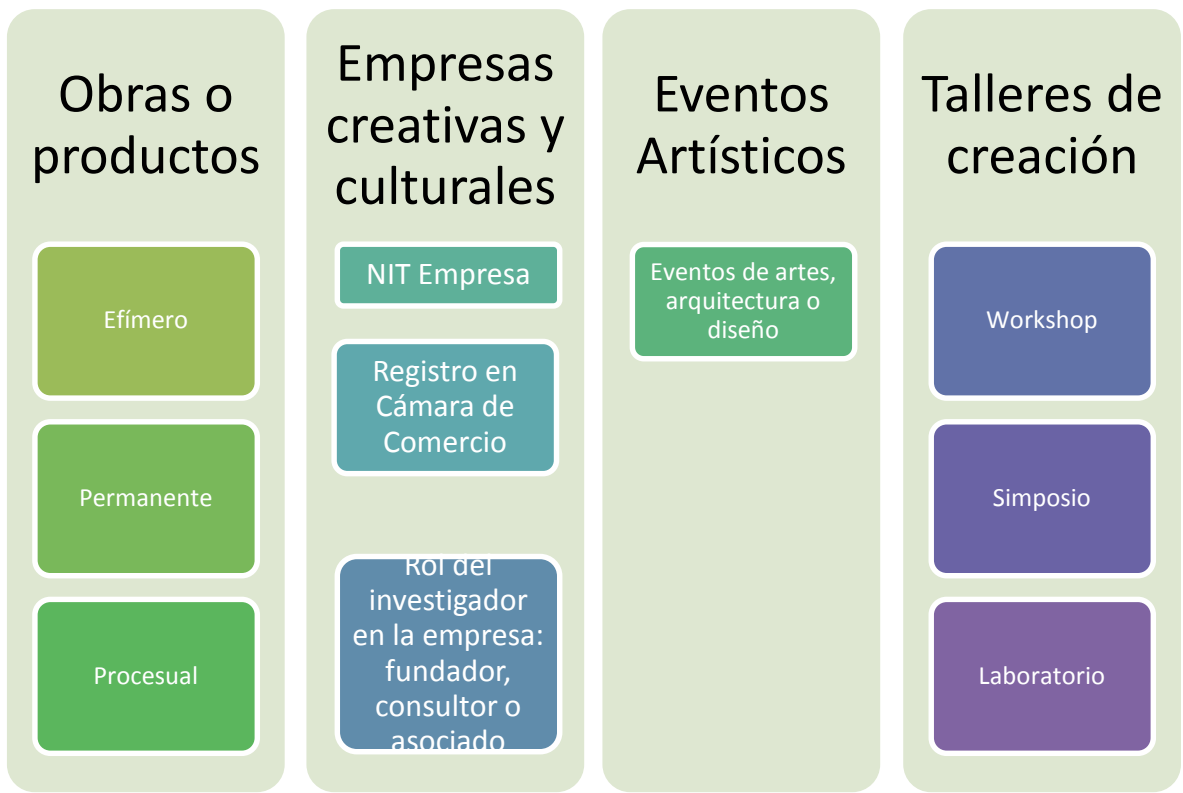 Obras o
productos
Efímero
Permanente
Procesual
Empresas
creativas y
culturales
NIT Empresa
Registro en
Cámara de
Comercio
Rol del
investigador
en la empresa:
fundador,
consultor o
asociado
Eventos
Artísticos
Eventos de artes,
arquitectura o
diseño
Talleres de
creación
Workshop
Simposio
Laboratorio